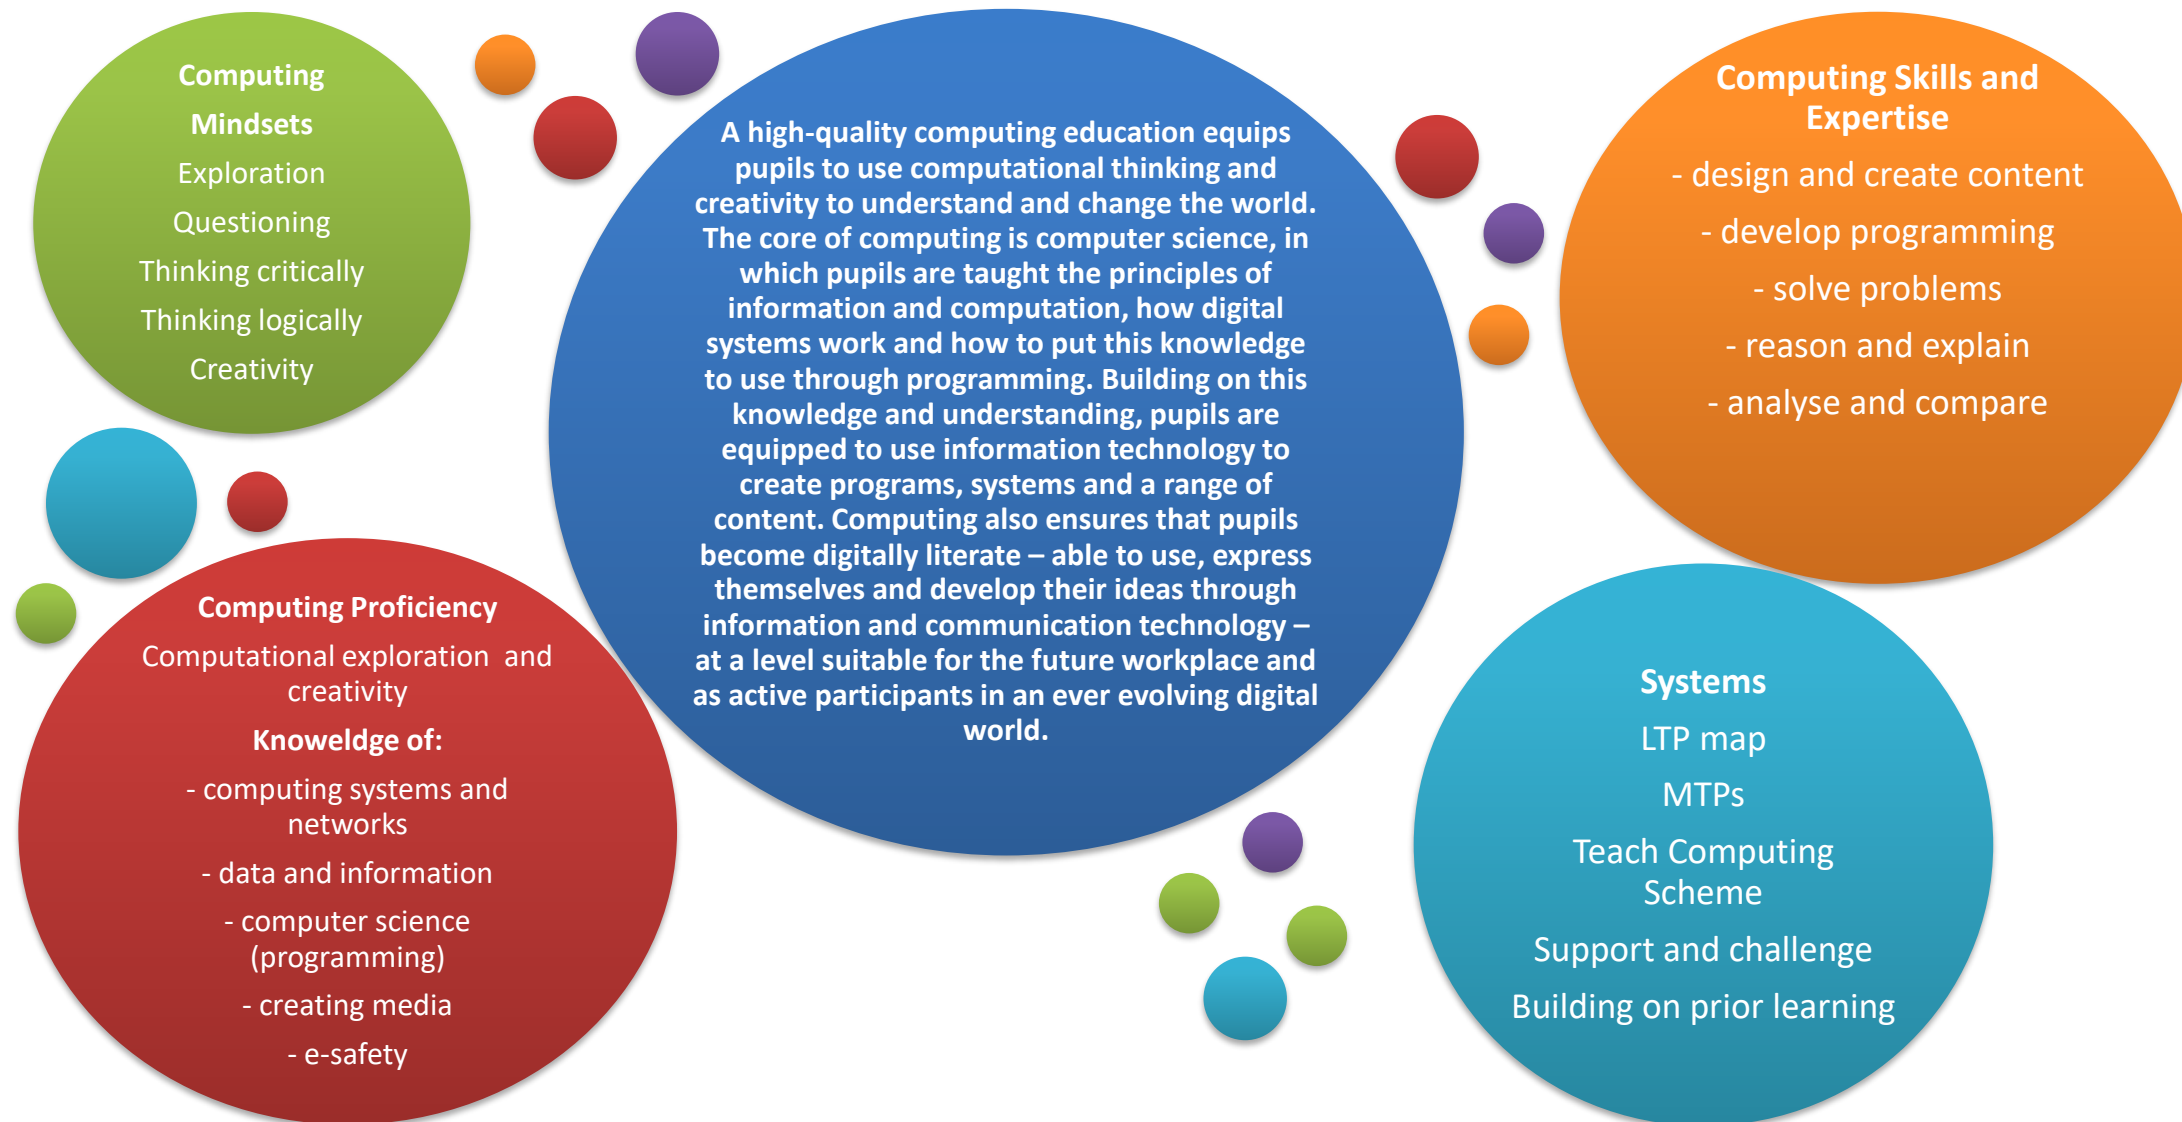 Computing
Mindsets
Exploration
Questioning
Thinking critically
Thinking logically
Creativity
A high-quality computing education equips
pupils to use computational thinking and
creativity to understand and change the world.
The core of computing is computer science, in
which pupils are taught the principles of
information and computation, how digital
systems work and how to put this knowledge
to use through programming. Building on this
knowledge and understanding, pupils are
equipped to use information technology to
create programs, systems and a range of
content. Computing also ensures that pupils
become digitally literate – able to use, express
themselves and develop their ideas through
information and communication technology –
at a level suitable for the future workplace and
as active participants in an ever evolving digital
world.
Computing Skills and
Expertise
- design and create content
- develop programming
- solve problems
- reason and explain
- analyse and compare
Computing Proficiency
Computational exploration and
creativity
Knoweldge of:
- computing systems and
networks
- data and information
- computer science
(programming)
- creating media
- e-safety
Systems
LTP map
MTPs
Teach Computing
Scheme
Support and challenge
Building on prior learning